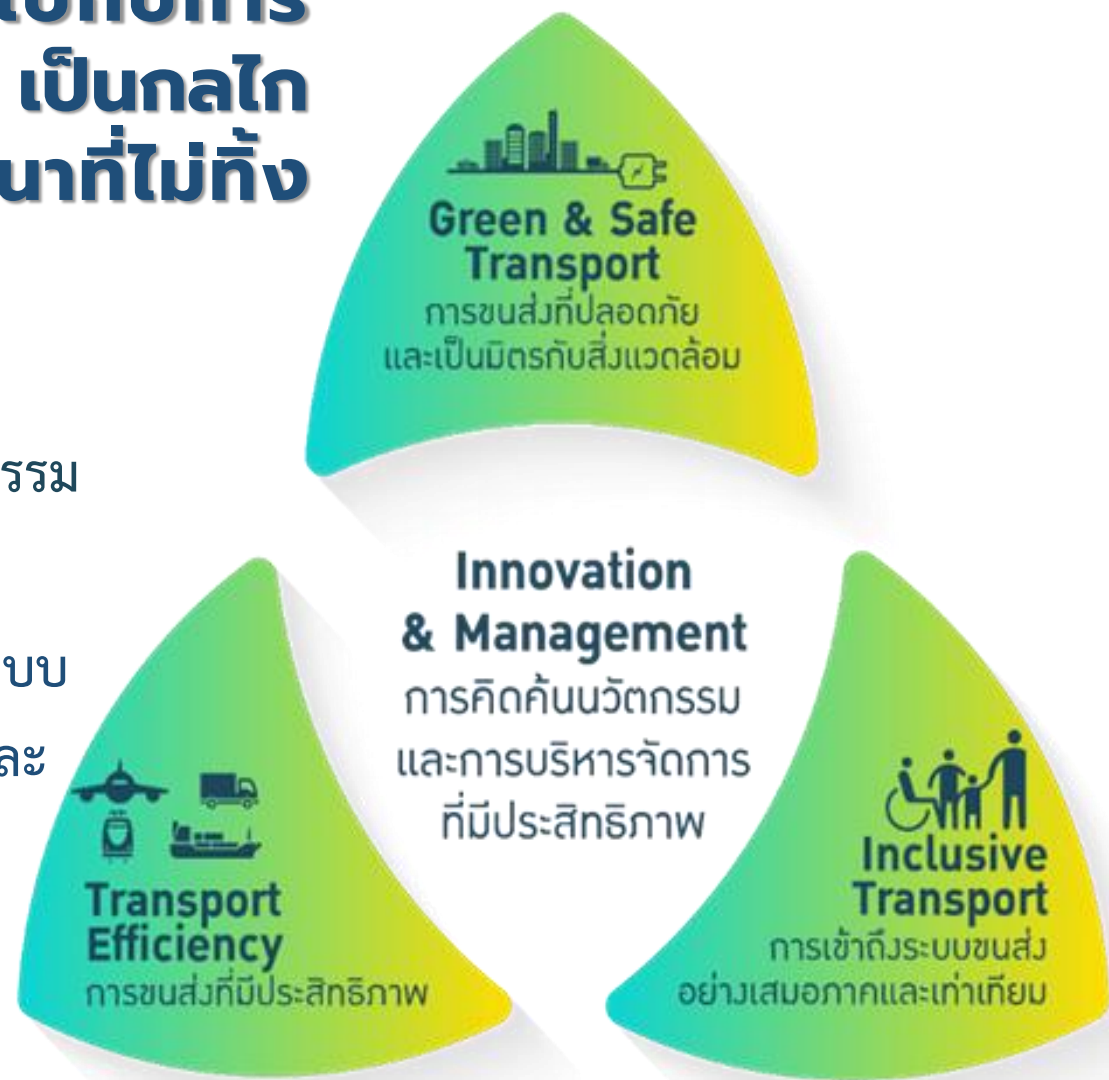 เป็นกลไก
นาที่ไม่ทิ้ง
Green & Safe
Transport
การขนส่งที่ปลอดภัย
และเป็นมิตรกับสิ่งแวดล้อม
รรม
Innovation
& Management
การคิดค้นนวัตกรรม
และการบริหารจัดการ
ที่มีประสิทธิภาพ
บบ
ละ
Transport
Efficiency
การขนส่งที่มีประสิทธิภาพ
Inclusive
Transport
การเข้าถึงระบบขนส่ง
อย่างเสมอภาคและเท่าเทียม